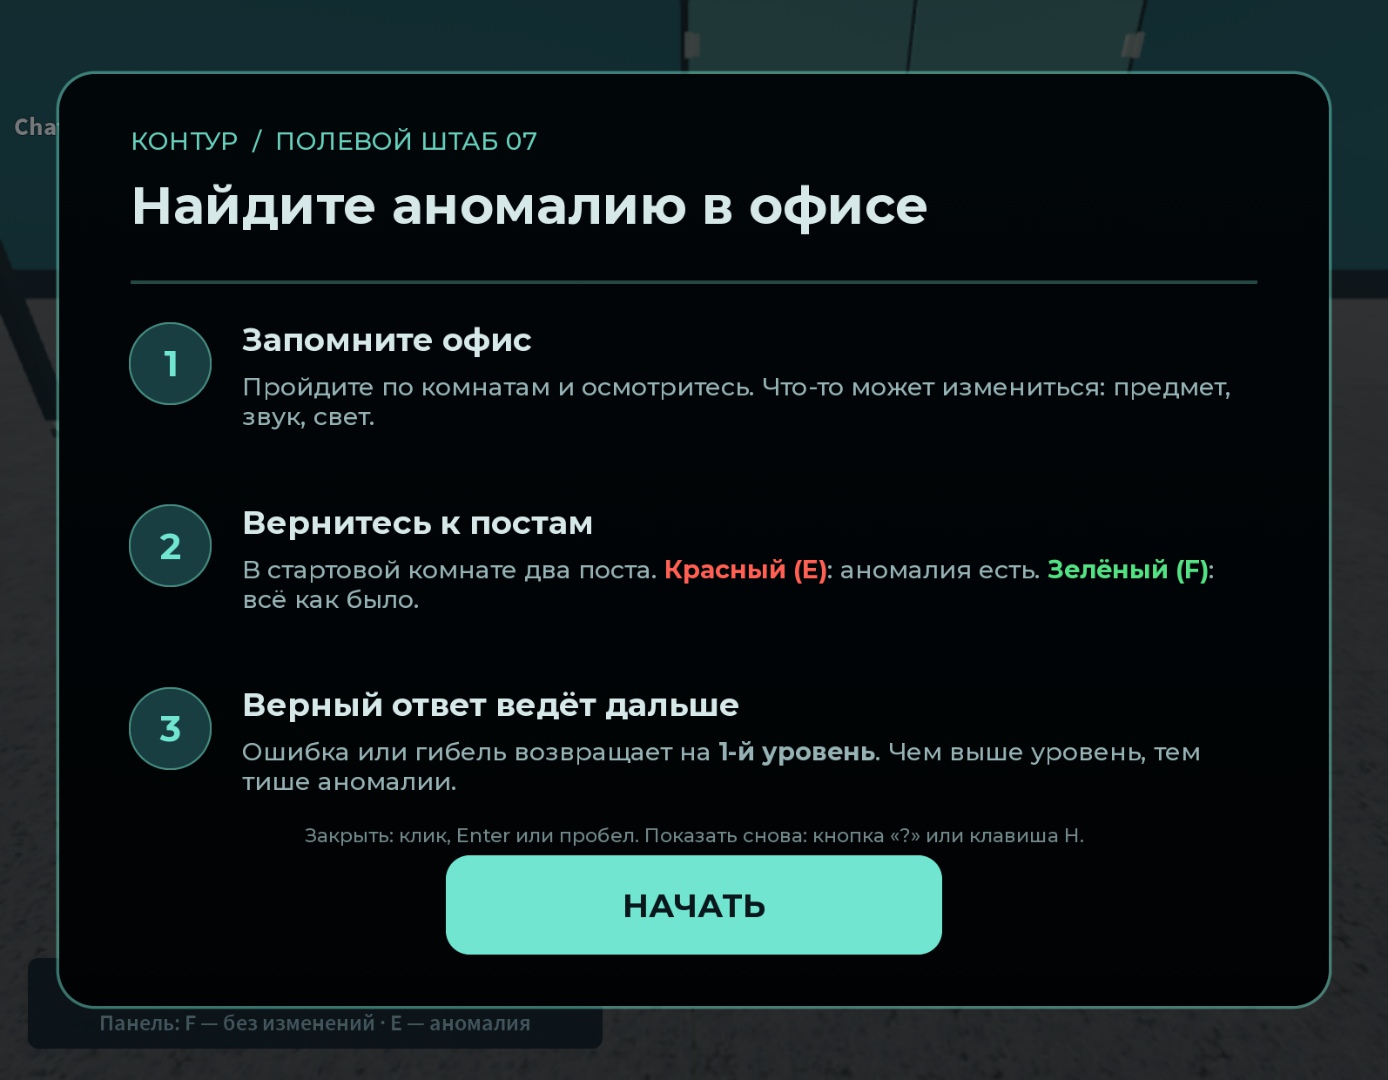 КОНТУР / ПОЛЕВОЙ ШТАБ 07
Найдите аномалию в офисе
1
Запомните офис
Пройдите по комнатам и осмотритесь. Что-то может измениться: предмет,
звук, свет.
2
Вернитесь к постам
В стартовой комнате два поста. Красный (E): аномалия есть. Зелёный (F):
всё как было.
3
Верный ответ ведёт дальше
Ошибка или гибель возвращает на 1-й уровень. Чем выше уровень, тем
тише аномалии.
Закрыть: клик, Enter или пробел. Показать снова: кнопка «?» или клавиша H.
НАЧАТЬ
Панель: F — без изменений · E — аномалия